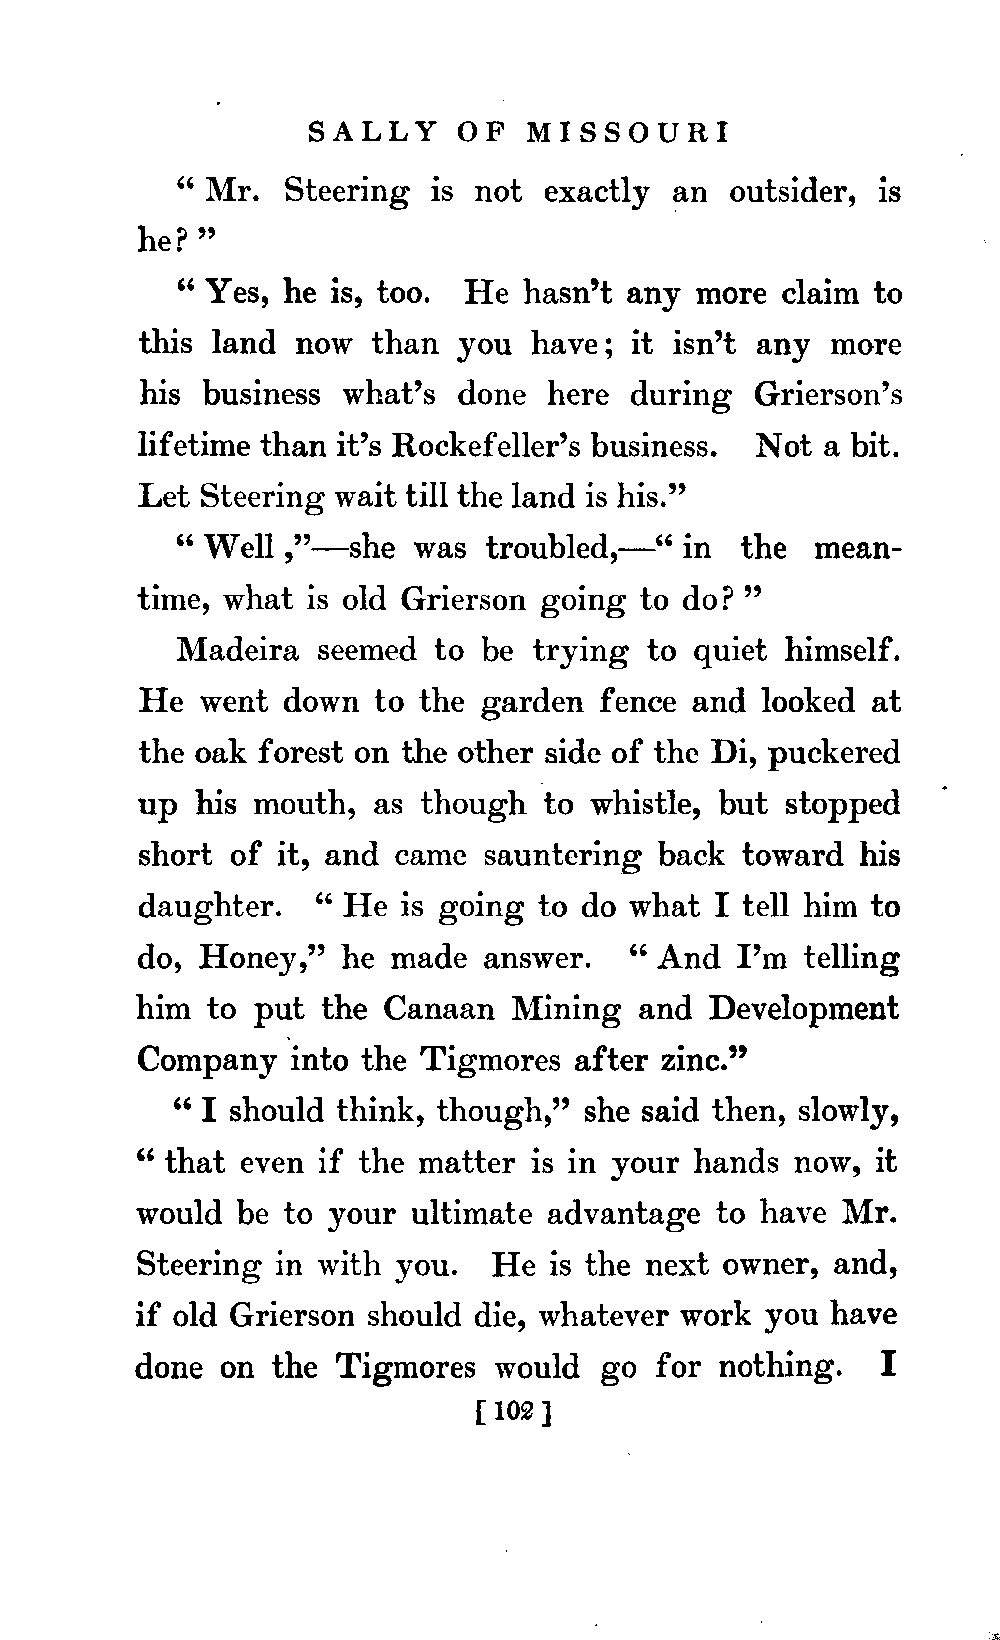 SALLY OF MISSOURI
“ Mr. Steering is not exactly an outsider, is
he? ”
“ Yes, he is, too. He hasn’t any more claim to
this land now than you have; it isn’t any more
his business what’s done here during Grierson’s
lifetime than it’s Rockefeller’s business. Not a bit.
Let Steering wait till the land is his.”
“ Well ,”—she was troubled,—“ in the mean-
time, what is old Grierson going to do? ”
Madeira seemed to be trying to quiet himself.
He went down to the garden fence and looked at
the oak forest on the other side of the Di, puckered
up his mouth, as though to whistle, but stopped
short of it, and came sauntering back toward his
daughter. “ He is going to do what I tell him to
do, Honey,” he made answer. “ And I’m telling
him to put the Canaan Mining and Development
Company into the Tigmores after zinc.”
“ I should think, though,” she said then, slowly,
“ that even if the matter is in your hands now, it
would be to your ultimate advantage to have Mr.
Steering in with you. He is the next owner, and,
if old Grierson should die, whatever work you have
done on the Tigmores would go for nothing. I
[ 102 ]